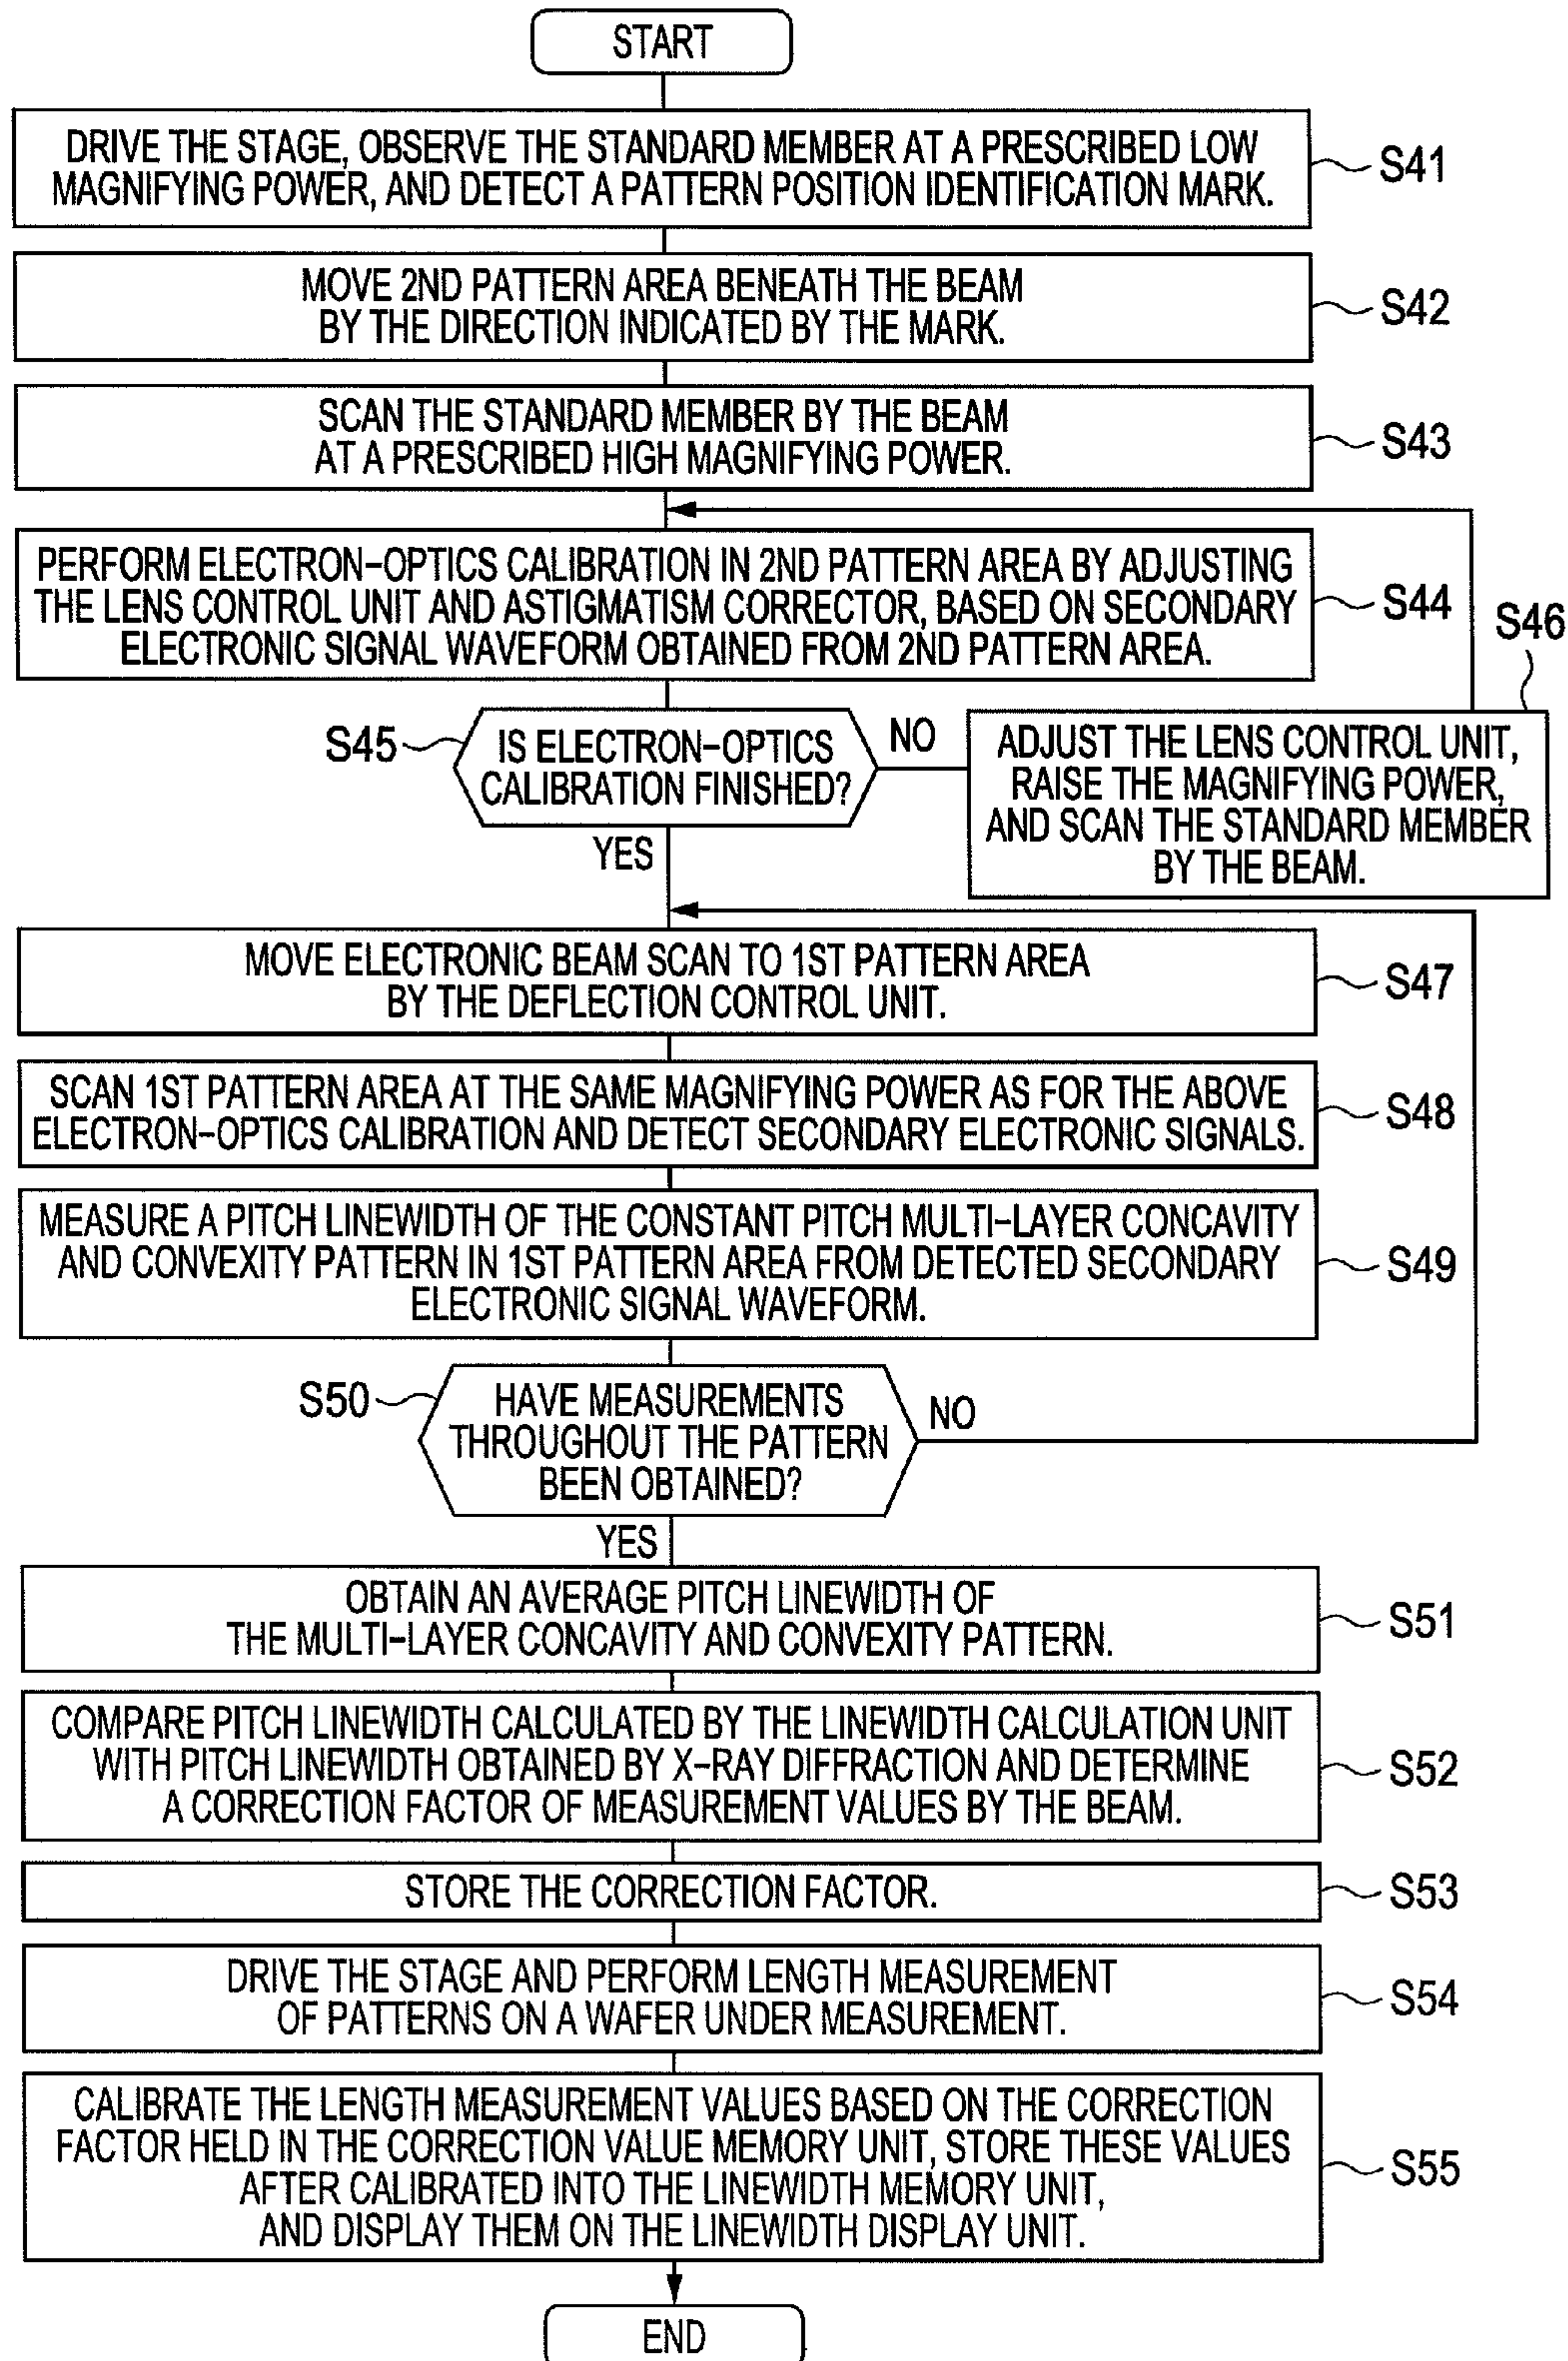 START
DRIVE THE STAGE, OBSERVE THE STANDARD MEMBER AT A PRESCRIBED LOW
MAGNIFYING POWER, AND DETECT A PATTERN POSITION IDENTIFICATION MARK.
S41
MOVE 2ND PATTERN AREA BENEATH THE BEAM
BY THE DIRECTION INDICATED BY THE MARK.
S42
SCAN THE STANDARD MEMBER BY THE BEAM
AT A PRESCRIBED HIGH MAGNIFYING POWER.
S43
PERFORM ELECTRON-OPTICS CALIBRATION IN 2ND PATTERN AREA BY ADJUSTING
THE LENS CONTROL UNIT AND ASTIGMATISM CORRECTOR, BASED ON SECONDARY
ELECTRONIC SIGNAL WAVEFORM OBTAINED FROM 2ND PATTERN AREA.
S44
S45
IS ELECTRON-OPTICS
CALIBRATION FINISHED?
NO
YES
S46
ADJUST THE LENS CONTROL UNIT,
RAISE THE MAGNIFYING POWER,
AND SCAN THE STANDARD MEMBER
BY THE BEAM.
MOVE ELECTRONIC BEAM SCAN TO 1ST PATTERN AREA
BY THE DEFLECTION CONTROL UNIT.
S47
SCAN 1ST PATTERN AREA AT THE SAME MAGNIFYING POWER AS FOR THE ABOVE
ELECTRON-OPTICS CALIBRATION AND DETECT SECONDARY ELECTRONIC SIGNALS.
S48
MEASURE A PITCH LINEWIDTH OF THE CONSTANT PITCH MULTI-LAYER CONCAVITY
AND CONVEXITY PATTERN IN 1ST PATTERN AREA FROM DETECTED SECONDARY
ELECTRONIC SIGNAL WAVEFORM.
S49
S50
HAVE MEASUREMENTS
THROUGHOUT THE PATTERN
BEEN OBTAINED?
NO
YES
OBTAIN AN AVERAGE PITCH LINEWIDTH OF
THE MULTI-LAYER CONCAVITY AND CONVEXITY PATTERN.
S51
COMPARE PITCH LINEWIDTH CALCULATED BY THE LINEWIDTH CALCULATION UNIT
WITH PITCH LINEWIDTH OBTAINED BY X-RAY DIFFRACTION AND DETERMINE
A CORRECTION FACTOR OF MEASUREMENT VALUES BY THE BEAM.
S52
STORE THE CORRECTION FACTOR.
S53
DRIVE THE STAGE AND PERFORM LENGTH MEASUREMENT
OF PATTERNS ON A WAFER UNDER MEASUREMENT.
S54
CALIBRATE THE LENGTH MEASUREMENT VALUES BASED ON THE CORRECTION
FACTOR HELD IN THE CORRECTION VALUE MEMORY UNIT, STORE THESE VALUES
AFTER CALIBRATED INTO THE LINEWIDTH MEMORY UNIT,
AND DISPLAY THEM ON THE LINEWIDTH DISPLAY UNIT.
S55
END